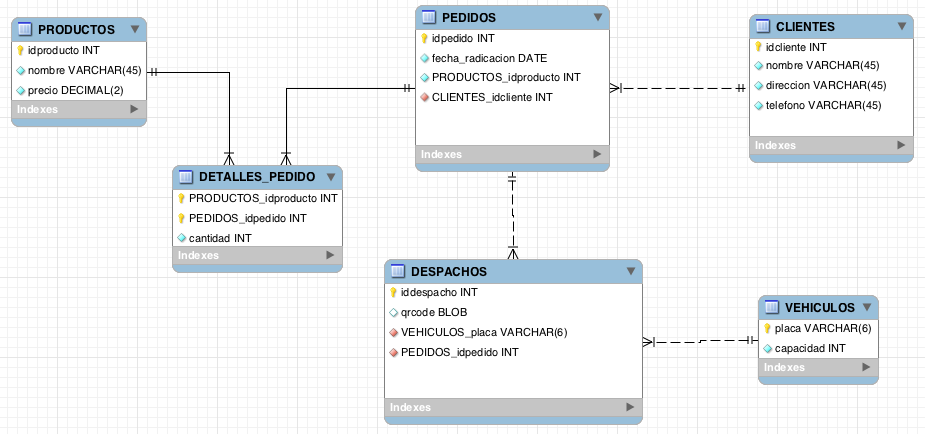 PRODUCTOS
idproducto INT
nombre VARCHAR(45)
precio DECIMAL(2)
Indexes
PEDIDOS
idpedido INT
fecha_radicacion DATE
PRODUCTOS_idproducto INT
CLIENTES_idcliente INT
Indexes
CLIENTES
idcliente INT
nombre VARCHAR(45)
direccion VARCHAR(45)
telefono VARCHAR(45)
Indexes
DETALLES_PEDIDO
PRODUCTOS_idproducto INT
PEDIDOS_idpedido INT
cantidad INT
Indexes
DESPACHOS
iddespacho INT
qrcode BLOB
VEHICULOS_placa VARCHAR(6)
PEDIDOS_idpedido INT
Indexes
VEHICULOS
placa VARCHAR(6)
capacidad INT
Indexes